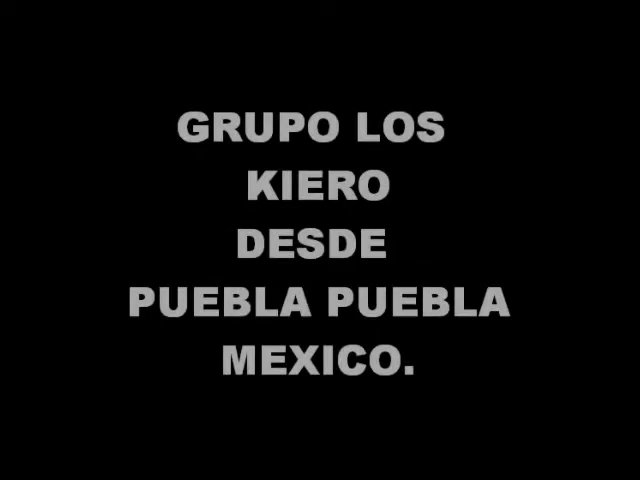 GRUPO LOS
KIERO
DESDE
PUEBLA PUEBLA
MEXICO.